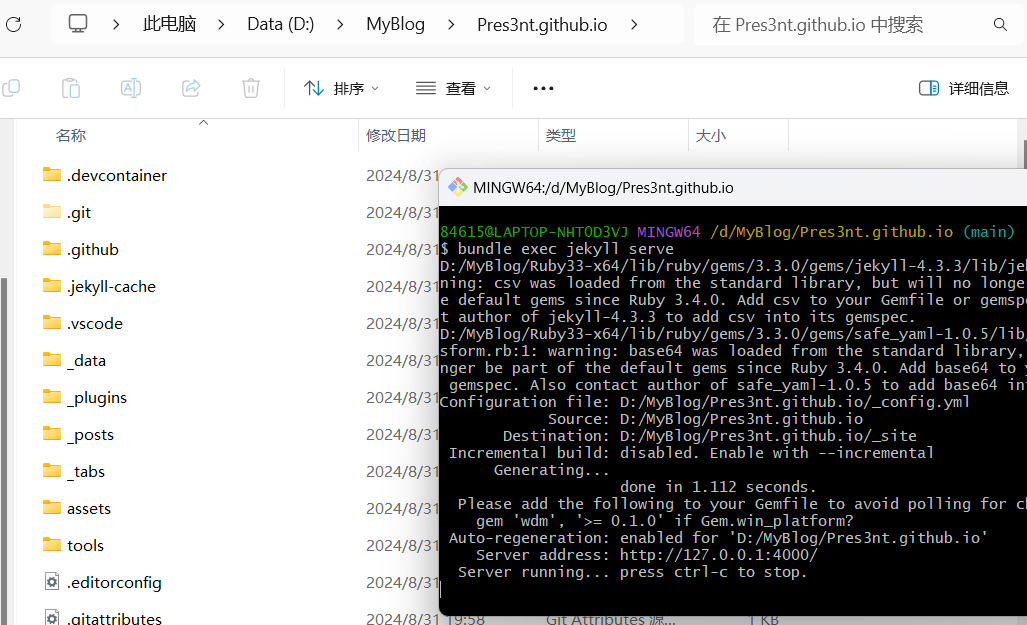 此电脑 > Data (D:) > MyBlog > Pres3nt.github.io >
在 Pres3nt.github.io 中搜索
排序 查看 ••• 详细信息
名称 修改日期 类型 大小
.devcontainer 2024/8/31
.git 2024/8/31
.github 2024/8/31
.jekyll-cache 2024/8/31
.vscode 2024/8/31
_data 2024/8/31
_plugins 2024/8/31
_posts 2024/8/31
_tabs 2024/8/31
assets 2024/8/31
tools 2024/8/31
.editorconfig 2024/8/31
.gitattributes 2024/8/31 19:58 Git Attributes 源... 1 KB
MINGW64:/d/MyBlog/Pres3nt.github.io
84615@LAPTOP-NHTOD3VJ MINGW64 /d/MyBlog/Pres3nt.github.io (main)
$ bundle exec jekyll serve
D:/MyBlog/Ruby33-x64/lib/ruby/gems/3.3.0/gems/jekyll-4.3.3/lib/jek
ning: csv was loaded from the standard library, but will no longe
e default gems since Ruby 3.4.0. Add csv to your Gemfile or gemspe
t author of jekyll-4.3.3 to add csv into its gemspec.
D:/MyBlog/Ruby33-x64/lib/ruby/gems/3.3.0/gems/safe_yaml-1.0.5/lib/
sform.rb:1: warning: base64 was loaded from the standard library,
nger be part of the default gems since Ruby 3.4.0. Add base64 to y
gemspec. Also contact author of safe_yaml-1.0.5 to add base64 in
Configuration file: D:/MyBlog/Pres3nt.github.io/_config.yml
Source: D:/MyBlog/Pres3nt.github.io
Destination: D:/MyBlog/Pres3nt.github.io/_site
Incremental build: disabled. Enable with --incremental
Generating...
done in 1.112 seconds.
Please add the following to your Gemfile to avoid polling for c
gem 'wdm', '>= 0.1.0' if Gem.win_platform?
Auto-regeneration: enabled for 'D:/MyBlog/Pres3nt.github.io'
Server address: http://127.0.0.1:4000/
Server running... press ctrl-c to stop.